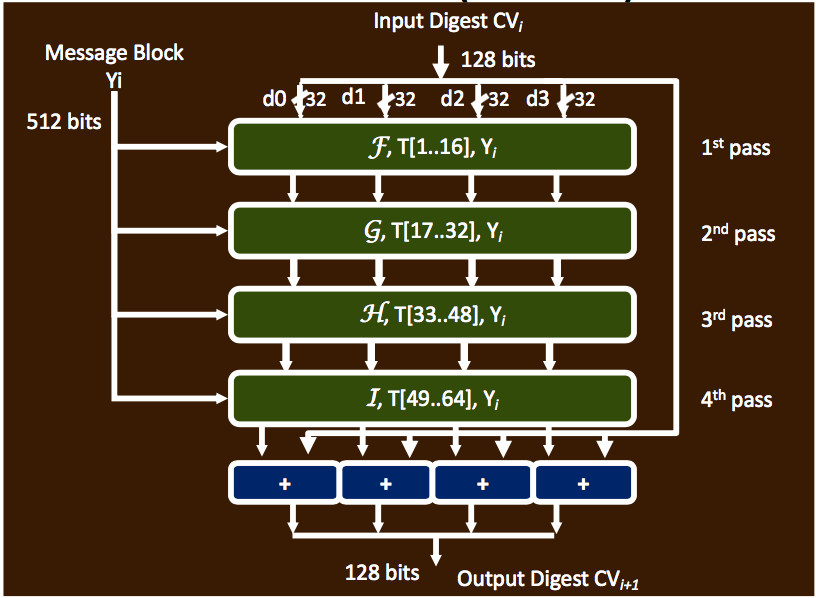 Input Digest CVi
Message Block
Yi
128 bits
512 bits
d0 32 d1 32 d2 32 d3 32
ℱ, T[1..16], Yi
1st pass
𝒢, T[17..32], Yi
2nd pass
ℋ, T[33..48], Yi
3rd pass
I, T[49..64], Yi
4th pass
+ + + +
128 bits
Output Digest CVi+1